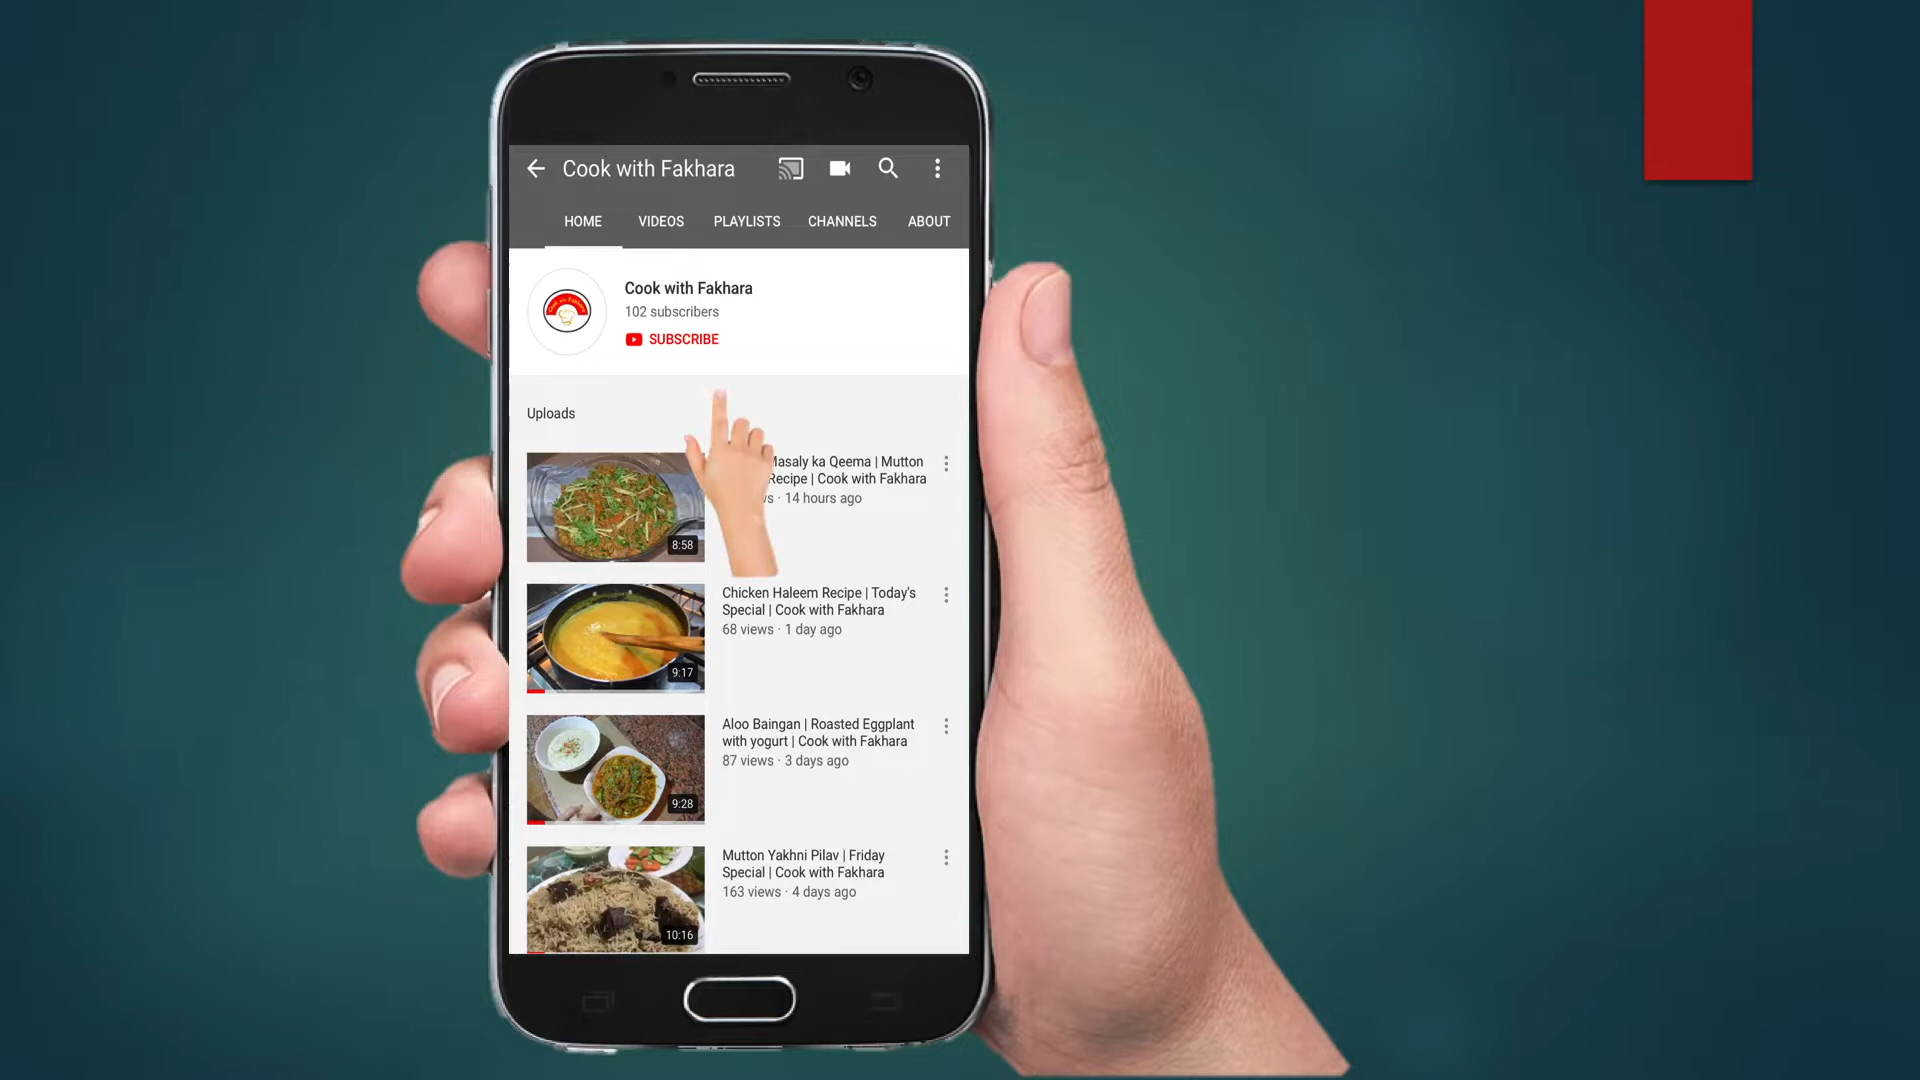 Cook with Fakhara
HOME VIDEOS PLAYLISTS CHANNELS ABOUT
Cook with Fakhara
102 subscribers
SUBSCRIBE
Uploads
Masaly ka Qeema | Mutton
Recipe | Cook with Fakhara
14 hours ago
8:58
Chicken Haleem Recipe | Today's
Special | Cook with Fakhara
68 views · 1 day ago
9:17
Aloo Baingan | Roasted Eggplant
with yogurt | Cook with Fakhara
87 views · 3 days ago
9:28
Mutton Yakhni Pilav | Friday
Special | Cook with Fakhara
163 views · 4 days ago
10:16